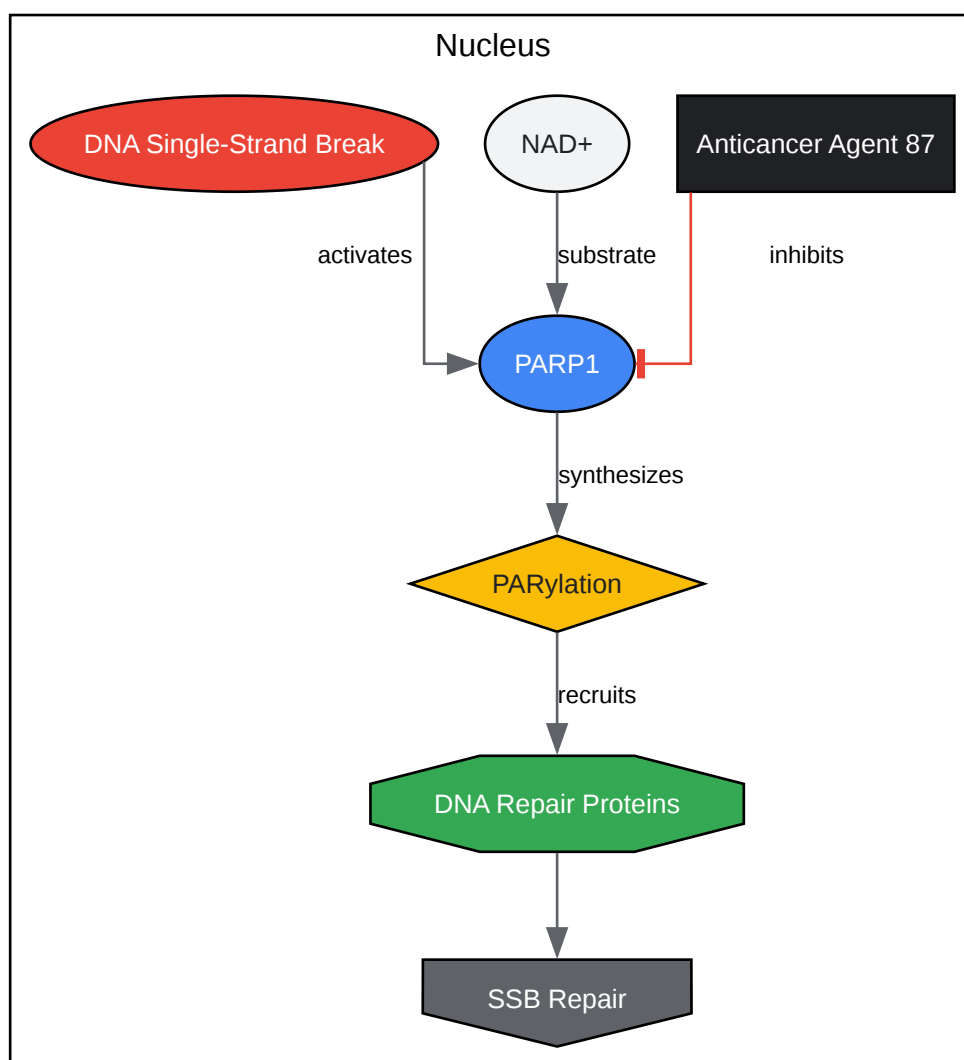 Nucleus
DNA Single-Strand Break
NAD+
Anticancer Agent 87
activates
substrate
inhibits
PARP1
synthesizes
PARylation
recruits
DNA Repair Proteins
SSB Repair